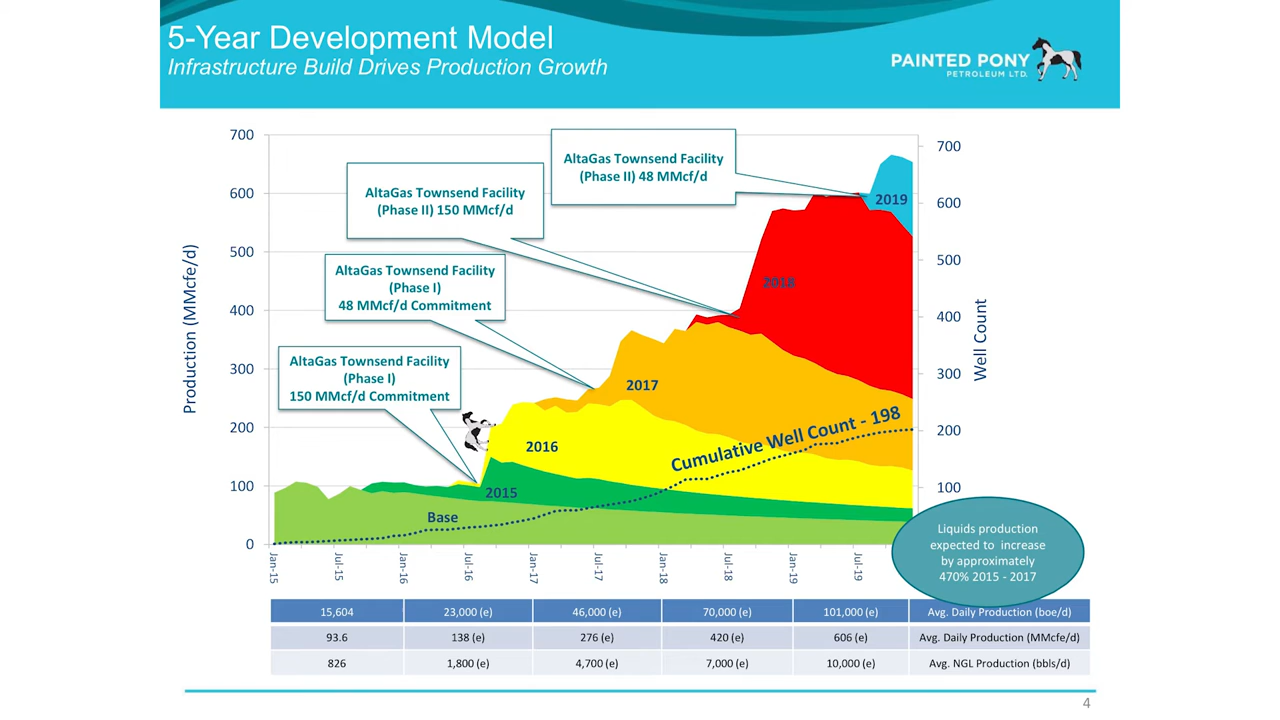 5-Year Development Model
Infrastructure Build Drives Production Growth
PAINTED PONY
PETROLEUM LTD.
Production (MMcfe/d)
700
600
500
400
300
200
100
0
AltaGas Townsend Facility
(Phase II) 48 MMcf/d
AltaGas Townsend Facility
(Phase II) 150 MMcf/d
AltaGas Townsend Facility
(Phase I)
48 MMcf/d Commitment
AltaGas Townsend Facility
(Phase I)
150 MMcf/d Commitment
2019
2018
2017
2016
2015
Base
Cumulative Well Count - 198
700
600
500
400
300
200
100
Well Count
Jan-15
Jul-15
Jan-16
Jul-16
Jan-17
Jul-17
Jan-18
Jul-18
Jan-19
Jul-19
Liquids production
expected to increase
by approximately
470% 2015 - 2017
15,604 23,000 (e) 46,000 (e) 70,000 (e) 101,000 (e) Avg. Daily Production (boe/d)
93.6 138 (e) 276 (e) 420 (e) 606 (e) Avg. Daily Production (MMcfe/d)
826 1,800 (e) 4,700 (e) 7,000 (e) 10,000 (e) Avg. NGL Production (bbls/d)
4